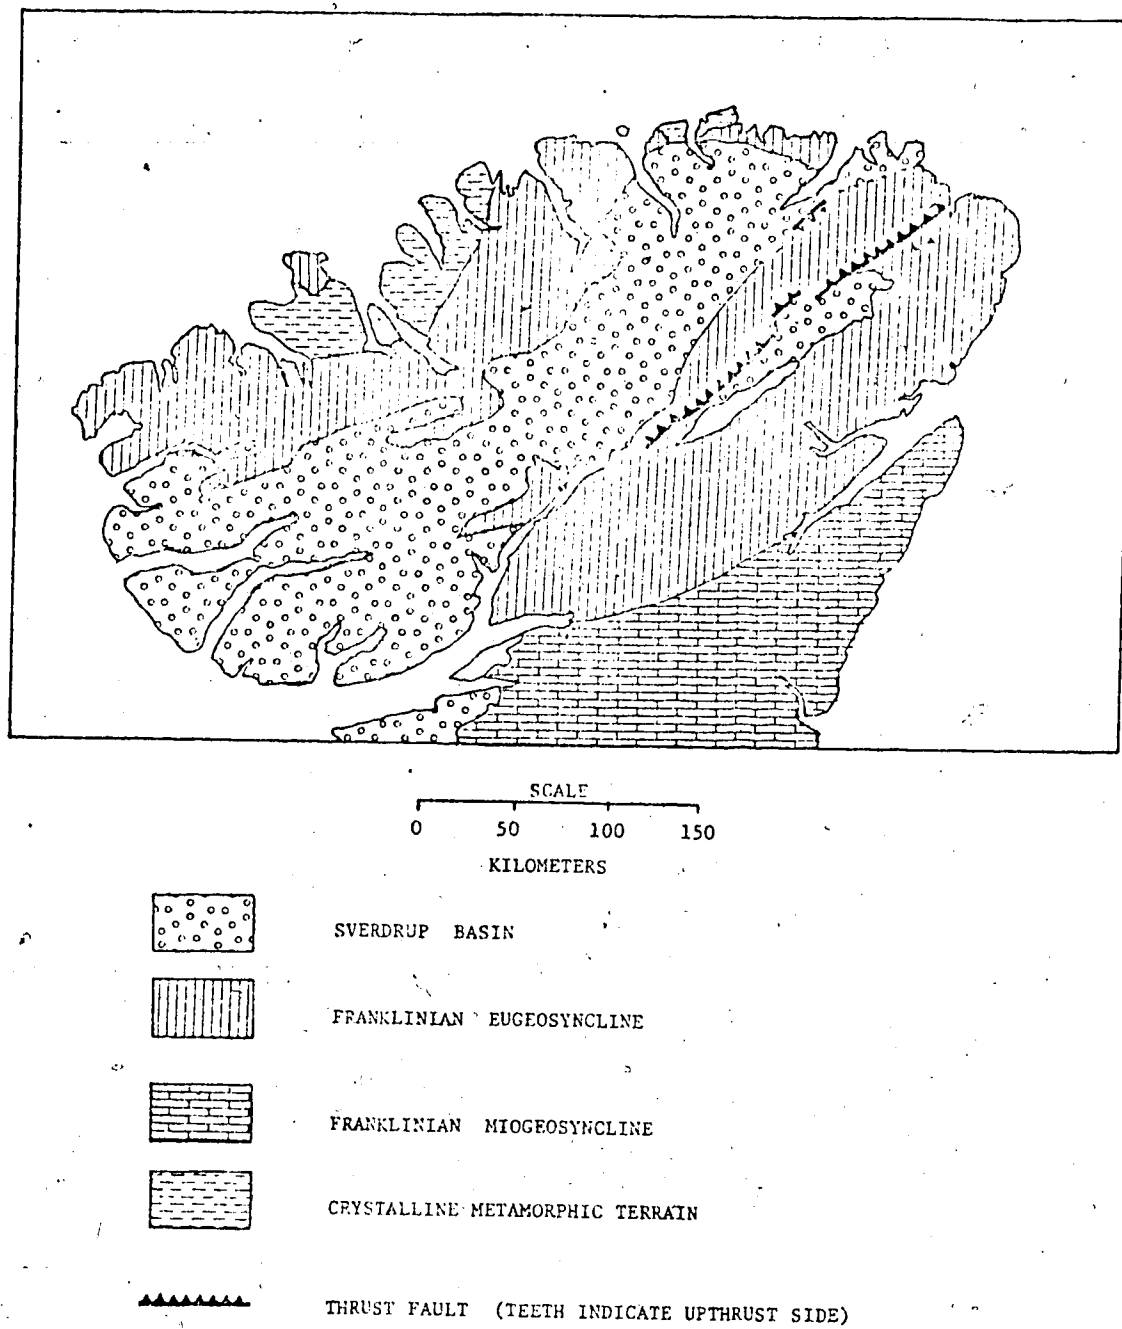 SCALE
0 50 100 150
KILOMETERS
SVERDRUP BASIN
FRANKLINIAN EUGEOSYNCLINE
FRANKLINIAN MIOGEOSYNCLINE
CRYSTALLINE METAMORPHIC TERRAIN
THRUST FAULT (TEETH INDICATE UPTHRUST SIDE)